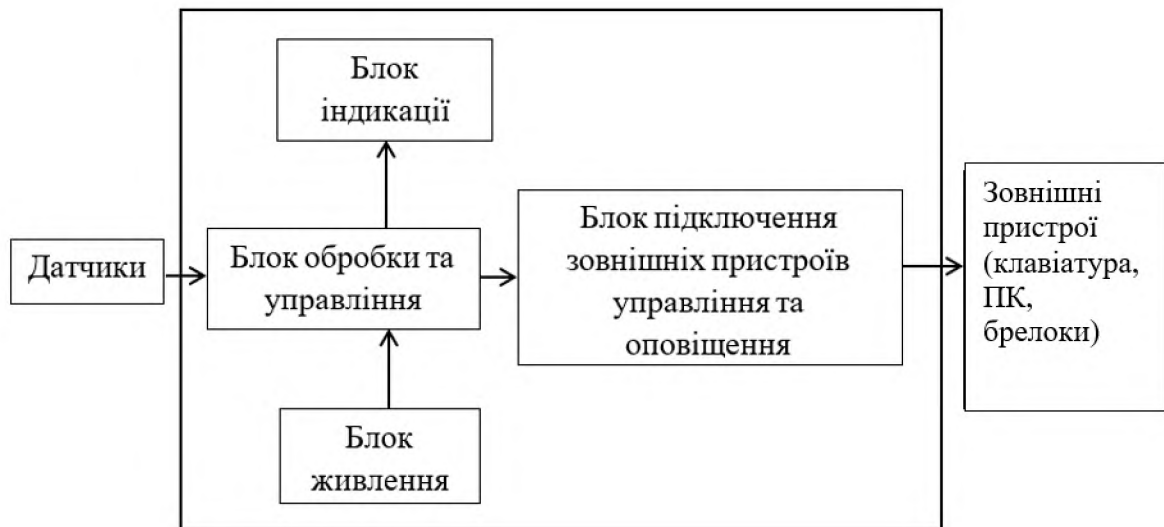 Блок
індикації
Датчики
Блок обробки та
управління
Блок підключення
зовнішніх пристроїв
управління та
оповіщення
Зовнішні
пристрої
(клавіатура,
ПК,
брелоки)
Блок
живлення